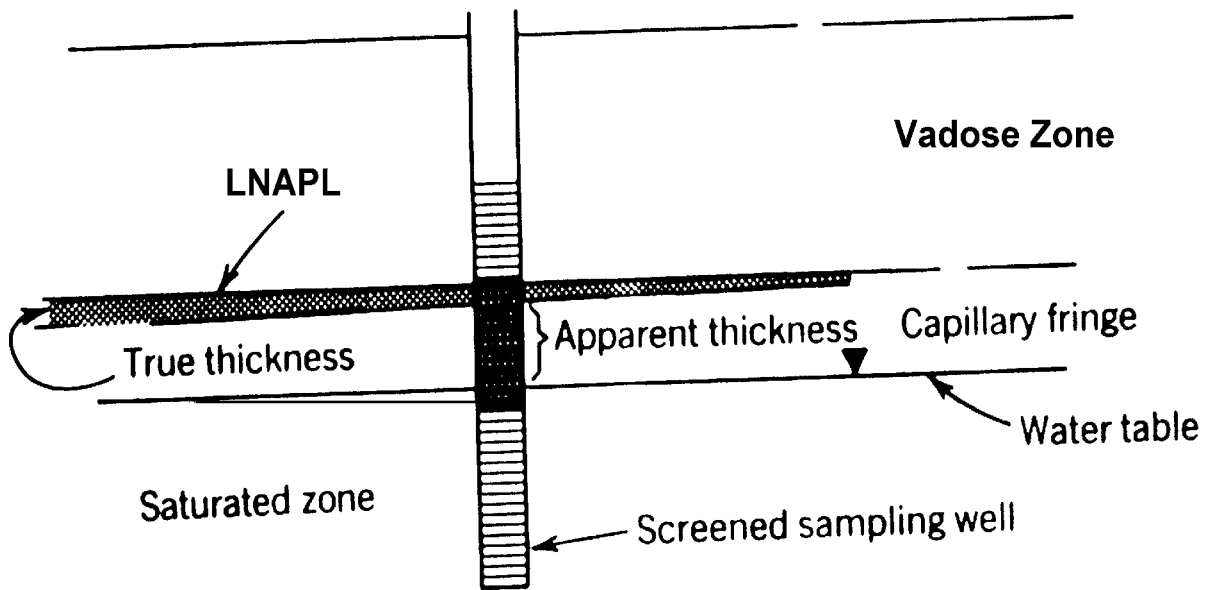 Vadose Zone
LNAPL
Apparent thickness
Capillary fringe
True thickness
Water table
Saturated zone
Screened sampling well